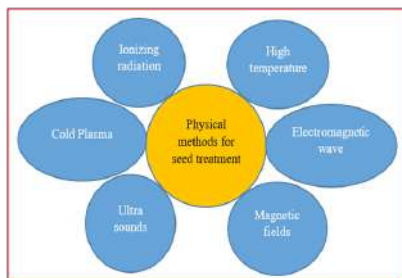 Ionizing
radiation
High
temperature
Cold Plasma
Physical
methods for
seed treatment
Electromagnetic
wave
Ultra
sounds
Magnetic
fields